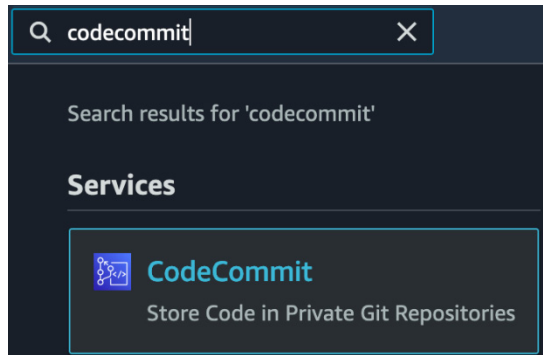 codecommit
Search results for 'codecommit'
Services
CodeCommit
Store Code in Private Git Repositories